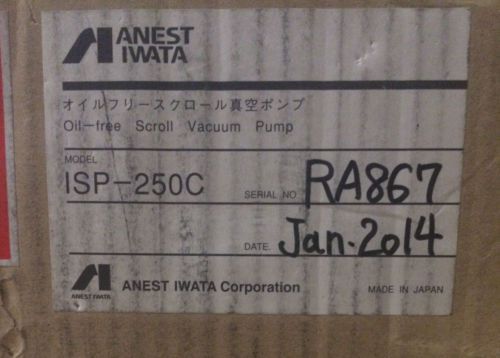 ANEST
IWATA
オイルフリースクロール真空ポンプ
Oil-free Scroll Vacuum Pump
MODEL
ISP-250C
SERIAL NO RA867
DATE. Jan.2014
ANEST IWATA
ANEST IWATA Corporation
MADE IN JAPAN